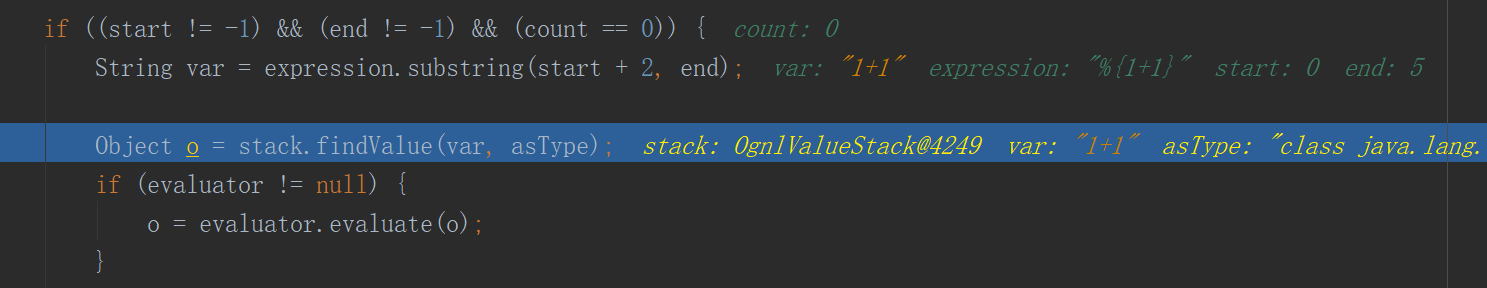 if ((start != -1) && (end != -1) && (count == 0)) { count: 0
String var = expression.substring(start + 2, end); var: "1+1" expression: "%{1+1}" start: 0 end: 5
Object o = stack.findValue(var, asType); stack: OgnlValueStack@4249 var: "1+1" asType: "class java.lang.
if (evaluator != null) {
o = evaluator.evaluate(o);
}